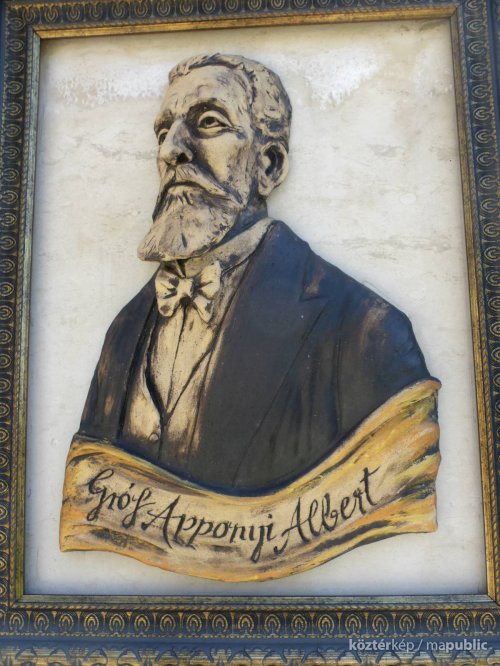 Gróf Apponyi Albert
köztérkép / mapublic